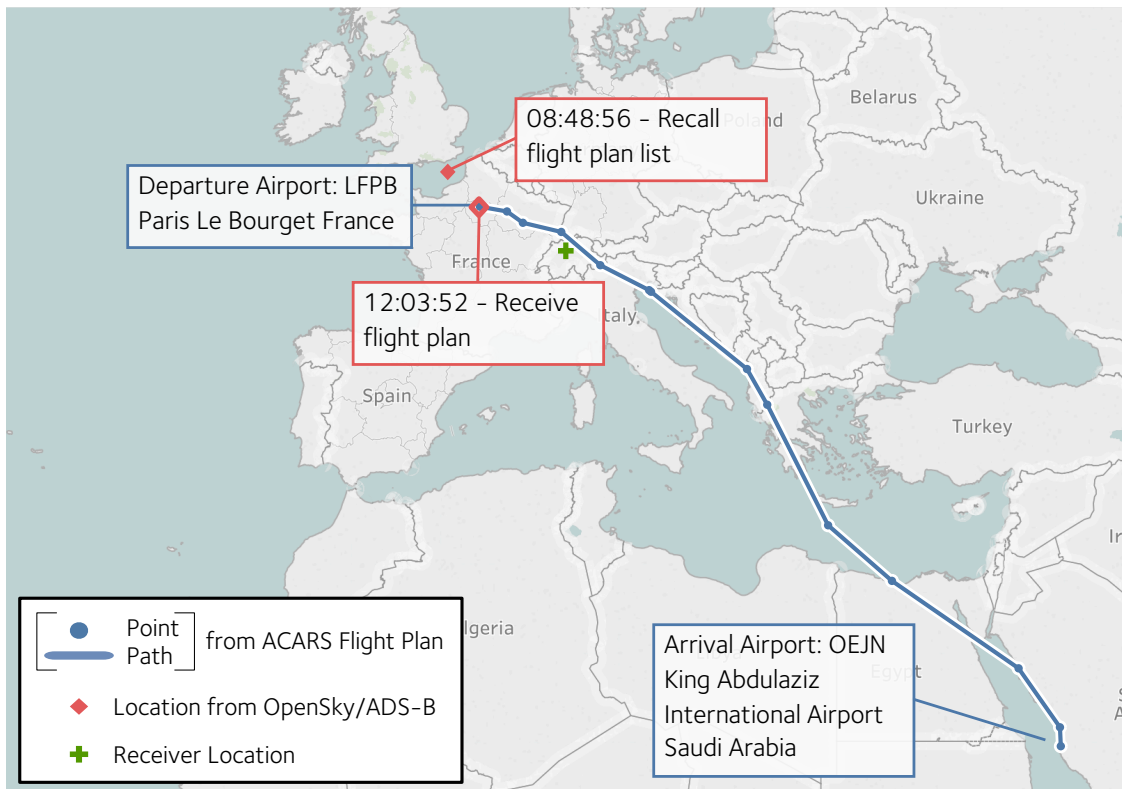 Belarus
08:48:56 - Recall
flight plan list
Poland
Departure Airport: LFPB
Paris Le Bourget France
Ukraine
France
12:03:52 - Receive
flight plan
Italy
Spain
Turkey
Point
Path
from ACARS Flight Plan
Location from OpenSky/ADS-B
Receiver Location
Arrival Airport: OEJN
King Abdulaziz
International Airport
Saudi Arabia
Egypt
lgeria
Ir
S
A